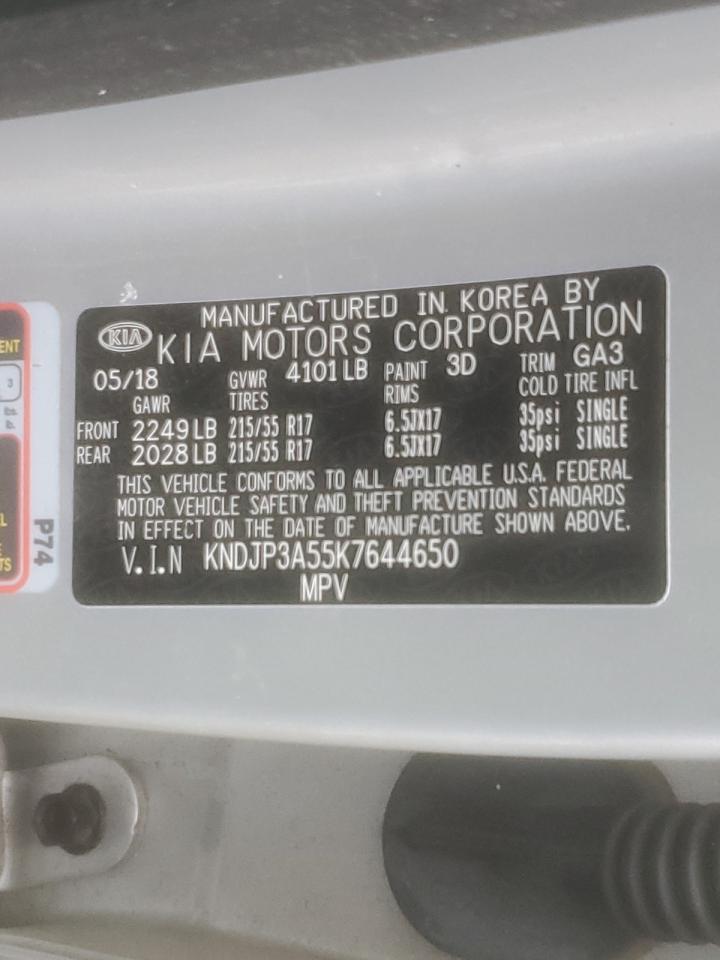 MANUFACTURED IN KOREA BY
KIA KIA MOTORS CORPORATION
05/18 GVWR 4101 LB PAINT 3D TRIM GA3
GAWR TIRES RIMS COLD TIRE INFL
FRONT 2249 LB 215/55 R17 6.5JX17 35psi SINGLE
REAR 2028 LB 215/55 R17 6.5JX17 35psi SINGLE
THIS VEHICLE CONFORMS TO ALL APPLICABLE U.S.A. FEDERAL
MOTOR VEHICLE SAFETY AND THEFT PREVENTION STANDARDS
IN EFFECT ON THE DATE OF MANUFACTURE SHOWN ABOVE.
V.I.N KNDJP3A55K7644650
MPV
P74
3